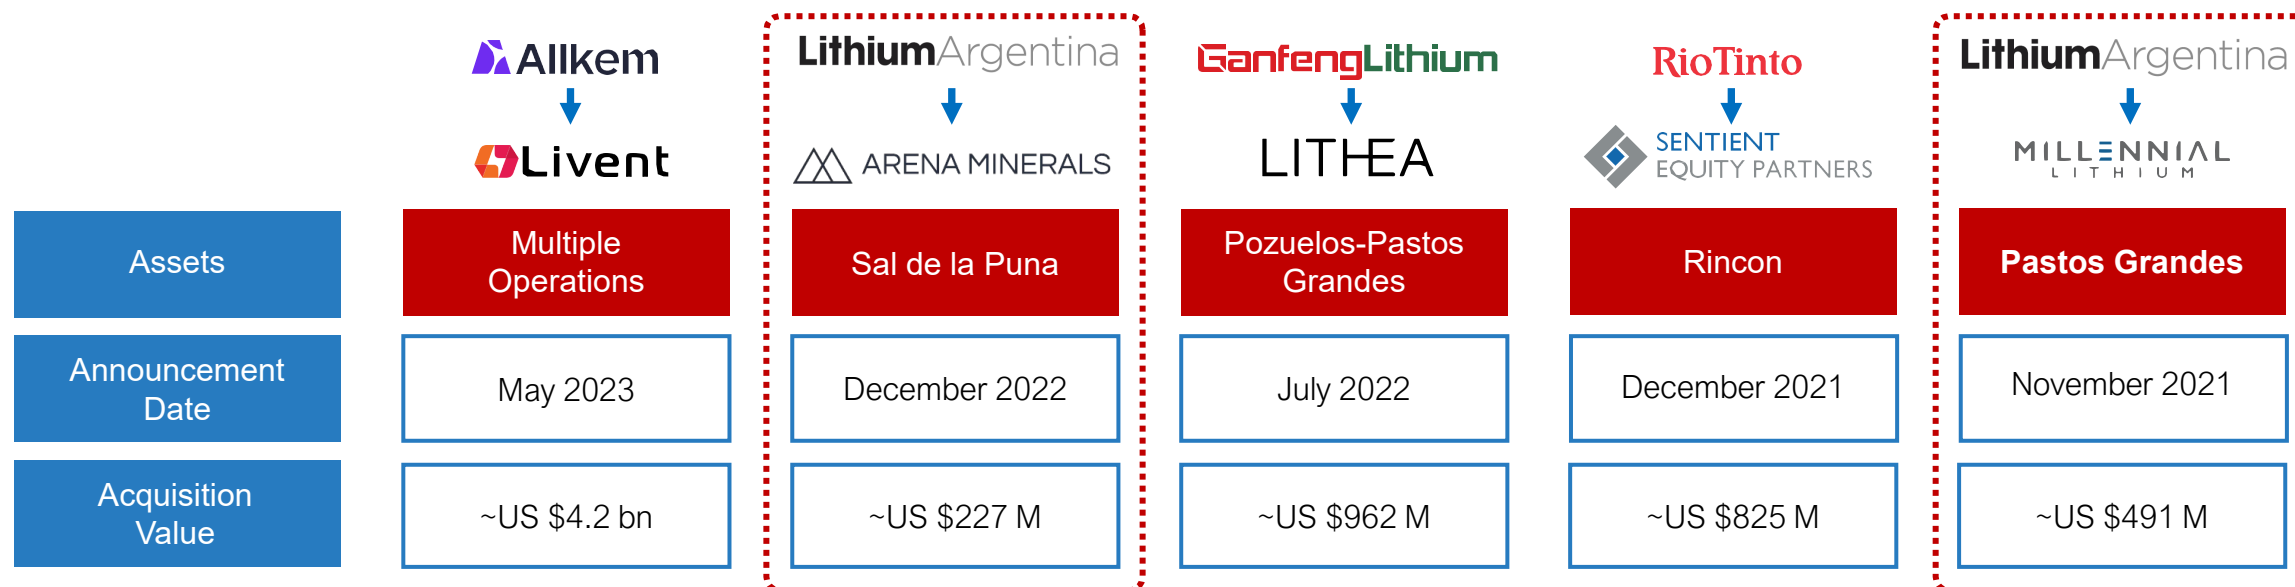 Allkem
LithiumArgentina
GanfengLithium
RioTinto
LithiumArgentina
Livent
ARENA MINERALS
LITHEA
SENTIENT
EQUITY PARTNERS
MILLENNIAL
LITHIUM
Assets
Multiple
Operations
Sal de la Puna
Pozuelos-Pastos
Grandes
Rincon
Pastos Grandes
Announcement
Date
May 2023
December 2022
July 2022
December 2021
November 2021
Acquisition
Value
~US $4.2 bn
~US $227 M
~US $962 M
~US $825 M
~US $491 M